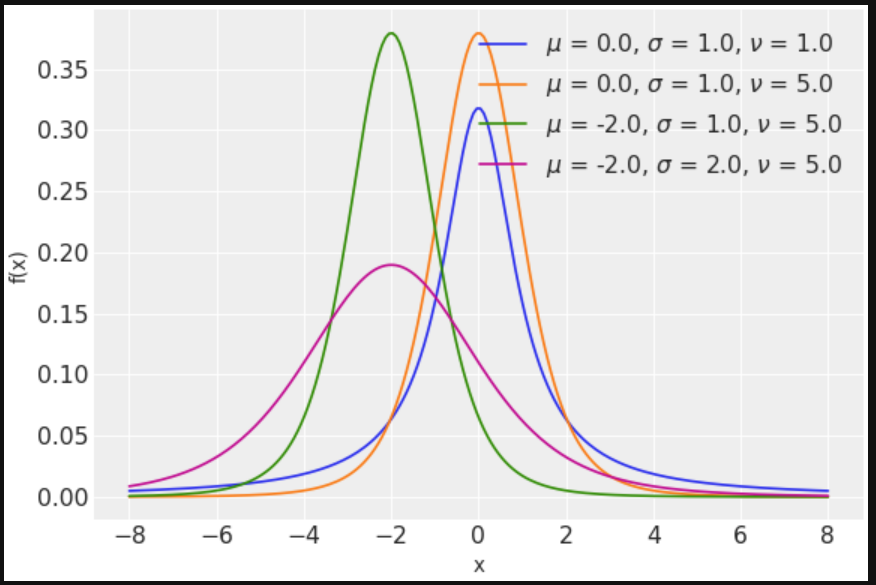 μ = 0.0, σ = 1.0, ν = 1.0
μ = 0.0, σ = 1.0, ν = 5.0
μ = -2.0, σ = 1.0, ν = 5.0
μ = -2.0, σ = 2.0, ν = 5.0
0.35
0.30
0.25
0.20
0.15
0.10
0.05
0.00
f(x)
−8 −6 −4 −2 0 2 4 6 8
x